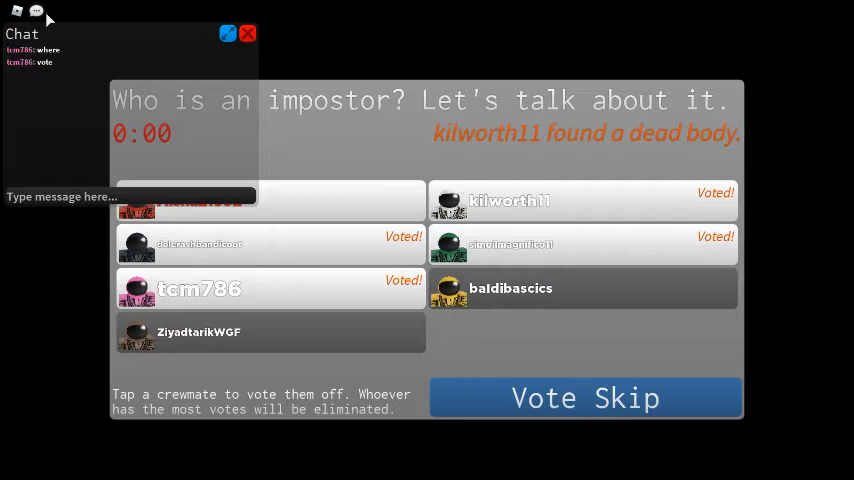 Chat
tcm786: where
tcm786: vote
Type message here...
Who is an impostor? Let's talk about it.
0:00
kilworth11 found a dead body.
kilworth11
Voted!
Voted!
Voted!
tcm786
Voted!
baldibascics
ZiyadtarikWGF
Tap a crewmate to vote them off. Whoever
has the most votes will be eliminated.
Vote Skip